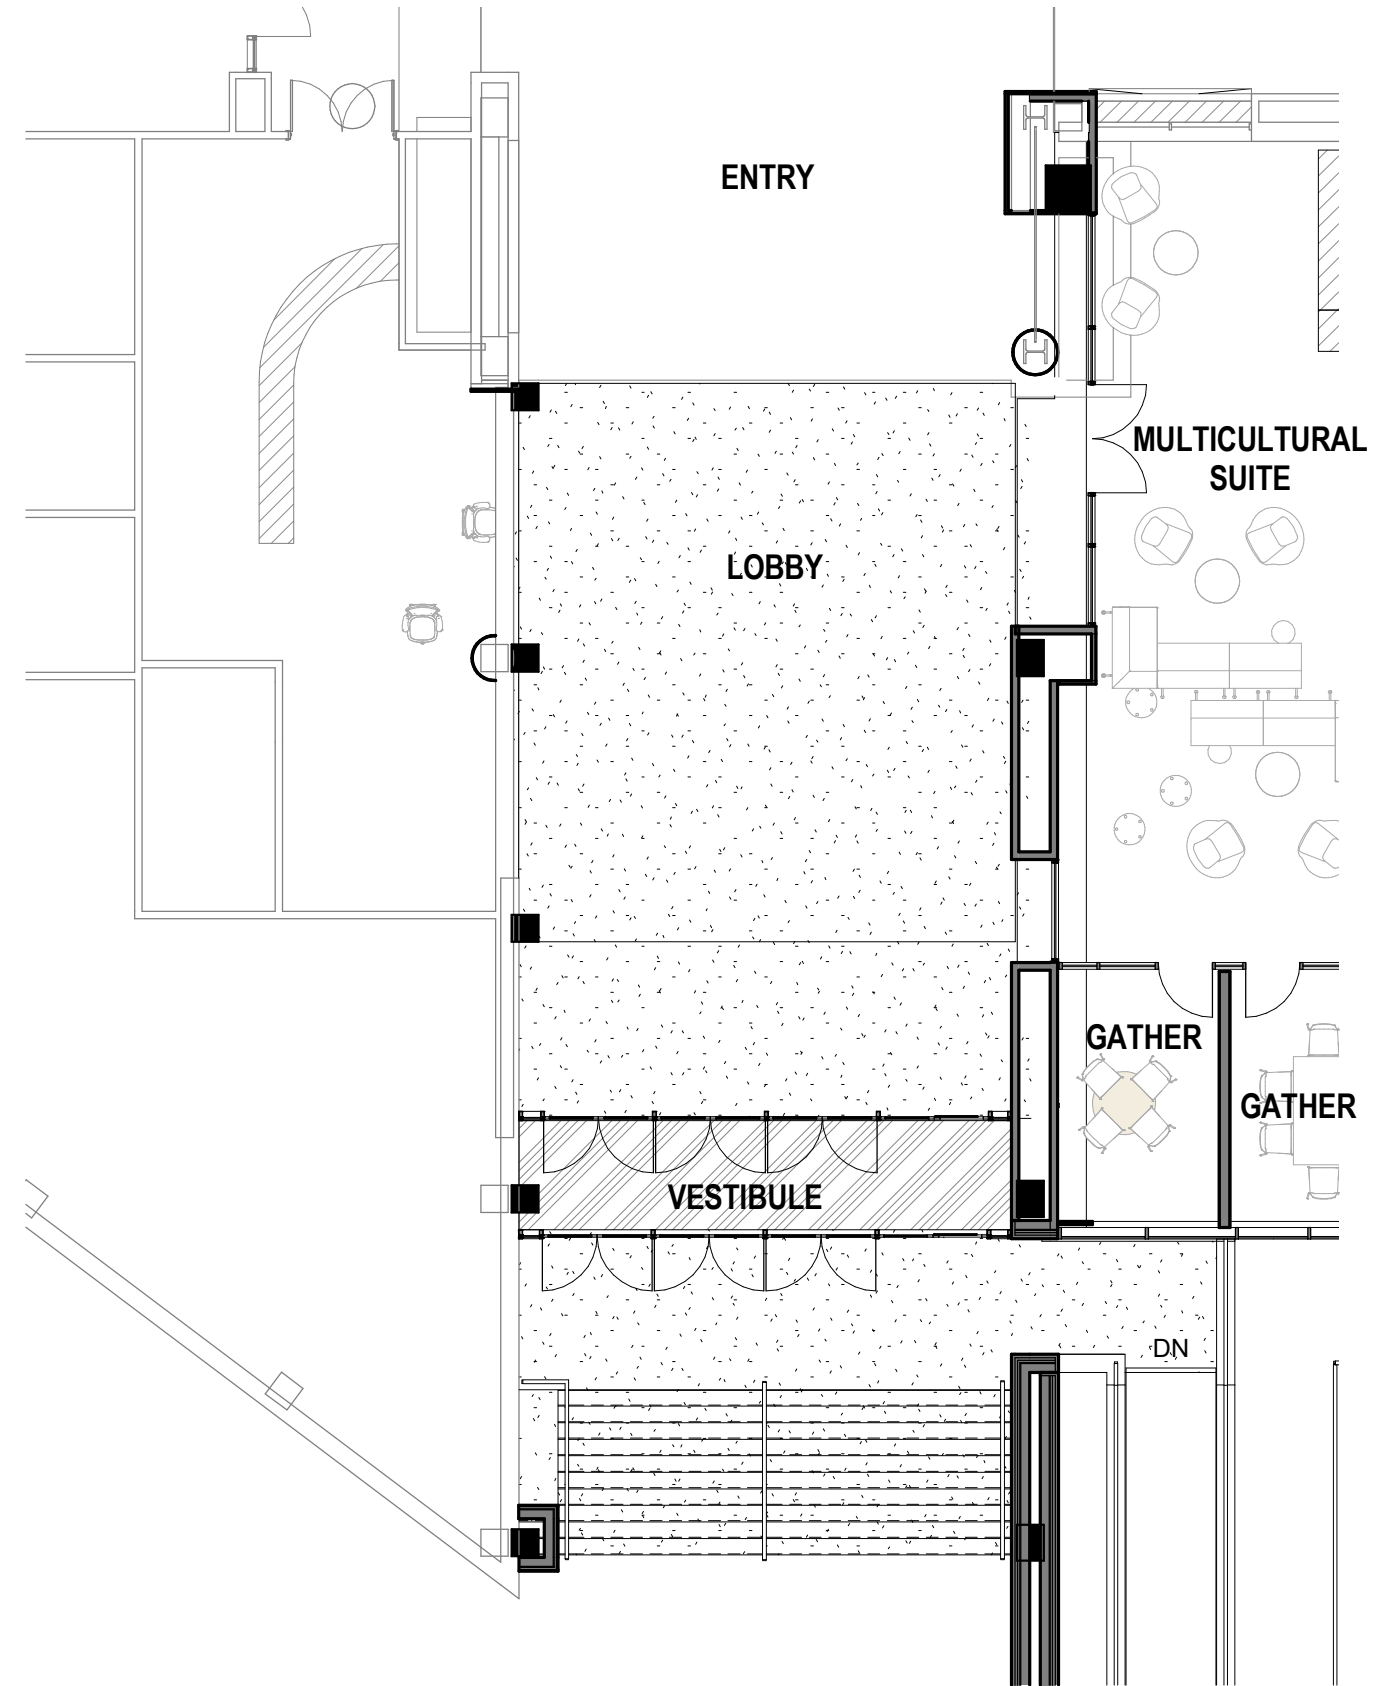 ENTRY
MULTICULTURAL
SUITE
LOBBY
GATHER
GATHER
VESTIBULE
DN